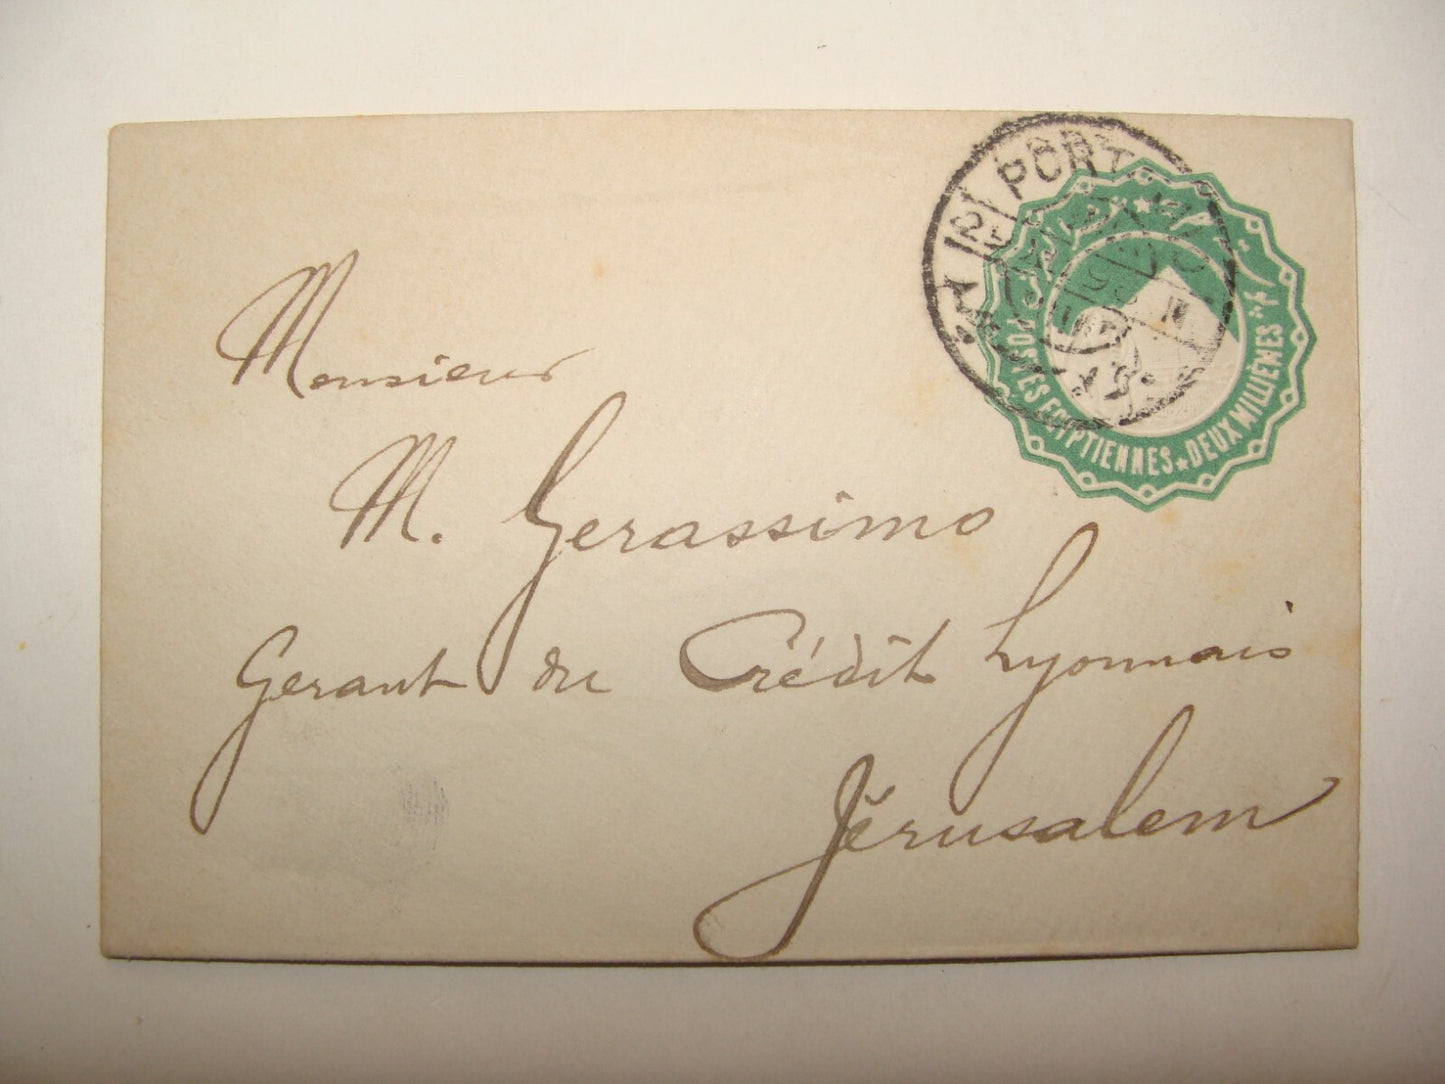 Monsieur
M. Gerassimo
Gerant du Crédit Lyonnais
Jérusalem
PORT
POSTES EGYPTIENNES ★ DEUX MILLIEMES